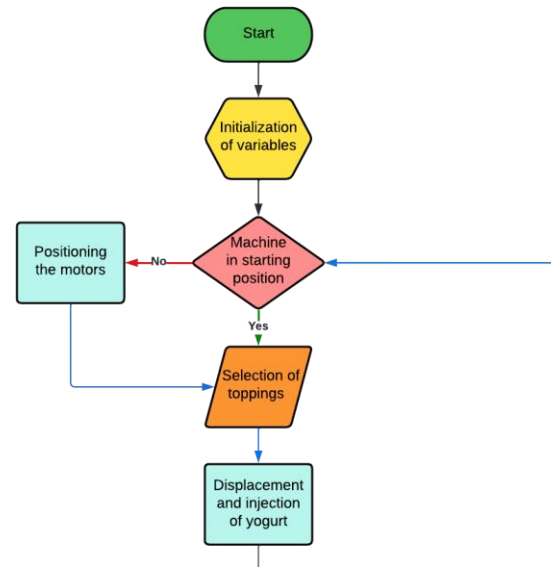 Start
Initialization
of variables
Positioning
the motors
No
Machine
in starting
position
Yes
Selection of
toppings
Displacement
and injection
of yogurt